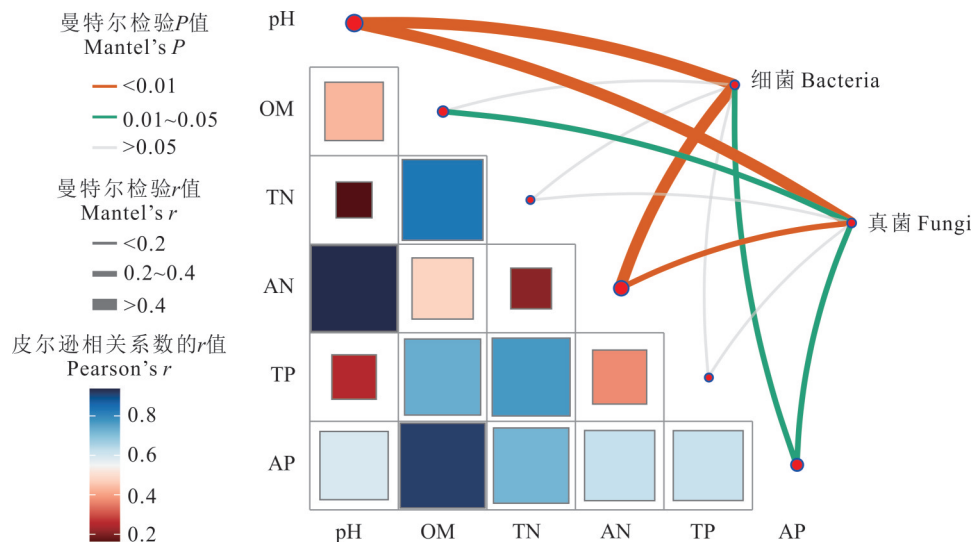 曼特尔检验P值
Mantel's P
<0.01
0.01~0.05
>0.05
曼特尔检验r值
Mantel's r
<0.2
0.2~0.4
>0.4
皮尔逊相关系数的r值
Pearson's r
0.8
0.6
0.4
0.2
pH
OM
TN
AN
TP
AP
pH OM TN AN TP AP
细菌 Bacteria
真菌 Fungi